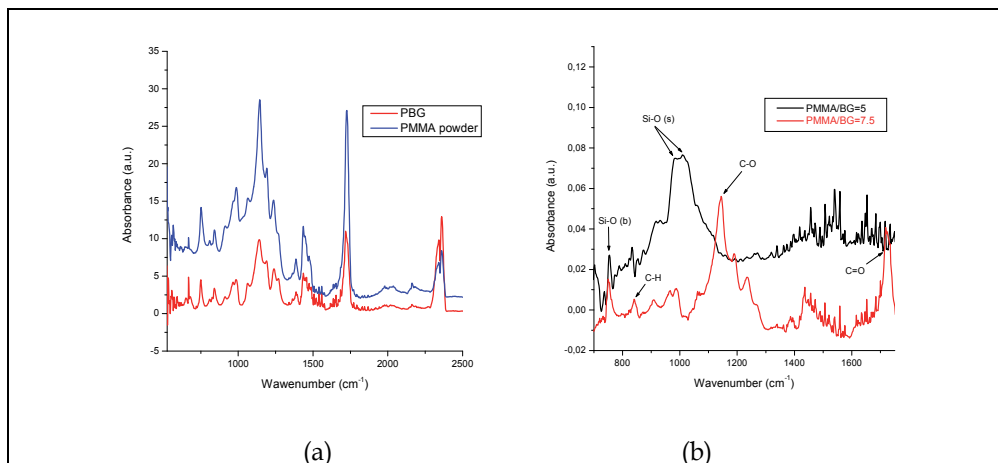 35
30
25
20
15
10
5
0
-5
1000
1500
2000
2500
Absorbance (a.u.)
Wawenumber (cm⁻¹)
PBG
PMMA powder
(a)
0,12
0,10
0,08
0,06
0,04
0,02
0,00
-0,02
800
1000
1200
1400
1600
Absorbance (a.u.)
Wavenumber (cm⁻¹)
PMMA/BG=5
PMMA/BG=7.5
Si-O (s)
C-O
Si-O (b)
C-H
C=O
(b)